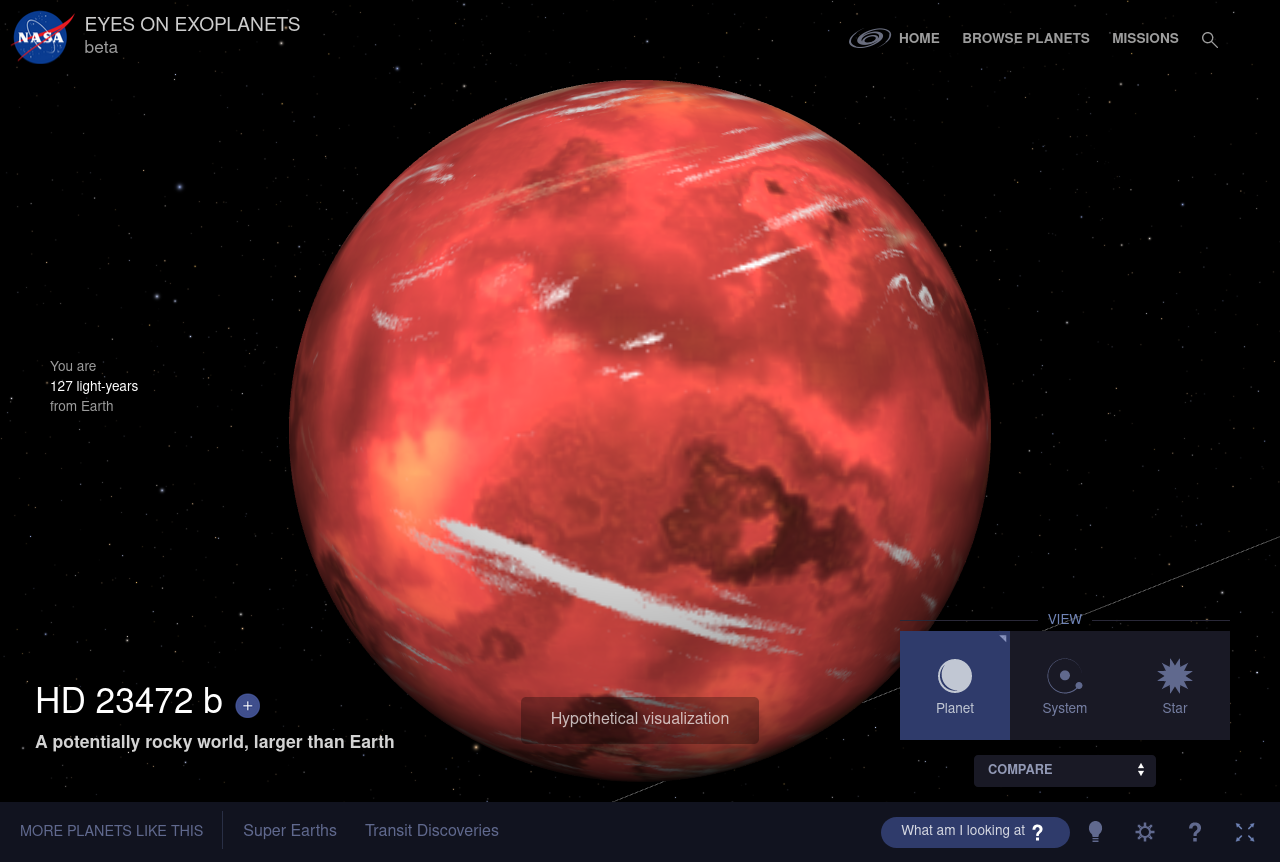 NASA
EYES ON EXOPLANETS
beta
HOME
BROWSE PLANETS
MISSIONS
You are
127 light-years
from Earth
VIEW
Planet
System
Star
HD 23472 b +
A potentially rocky world, larger than Earth
Hypothetical visualization
COMPARE
MORE PLANETS LIKE THIS
Super Earths
Transit Discoveries
What am I looking at ?
?